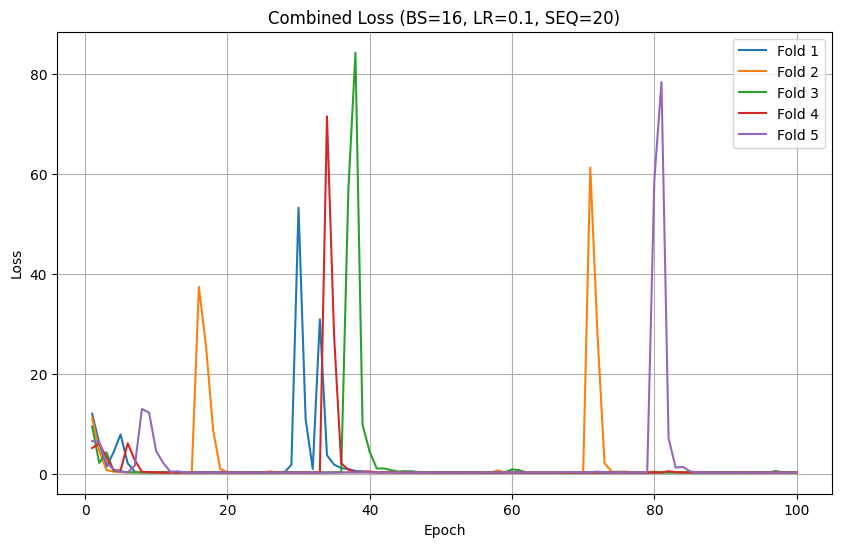 Combined Loss (BS=16, LR=0.1, SEQ=20)
Fold 1
Fold 2
Fold 3
Fold 4
Fold 5
Loss
80
60
40
20
0
0 20 40 60 80 100
Epoch